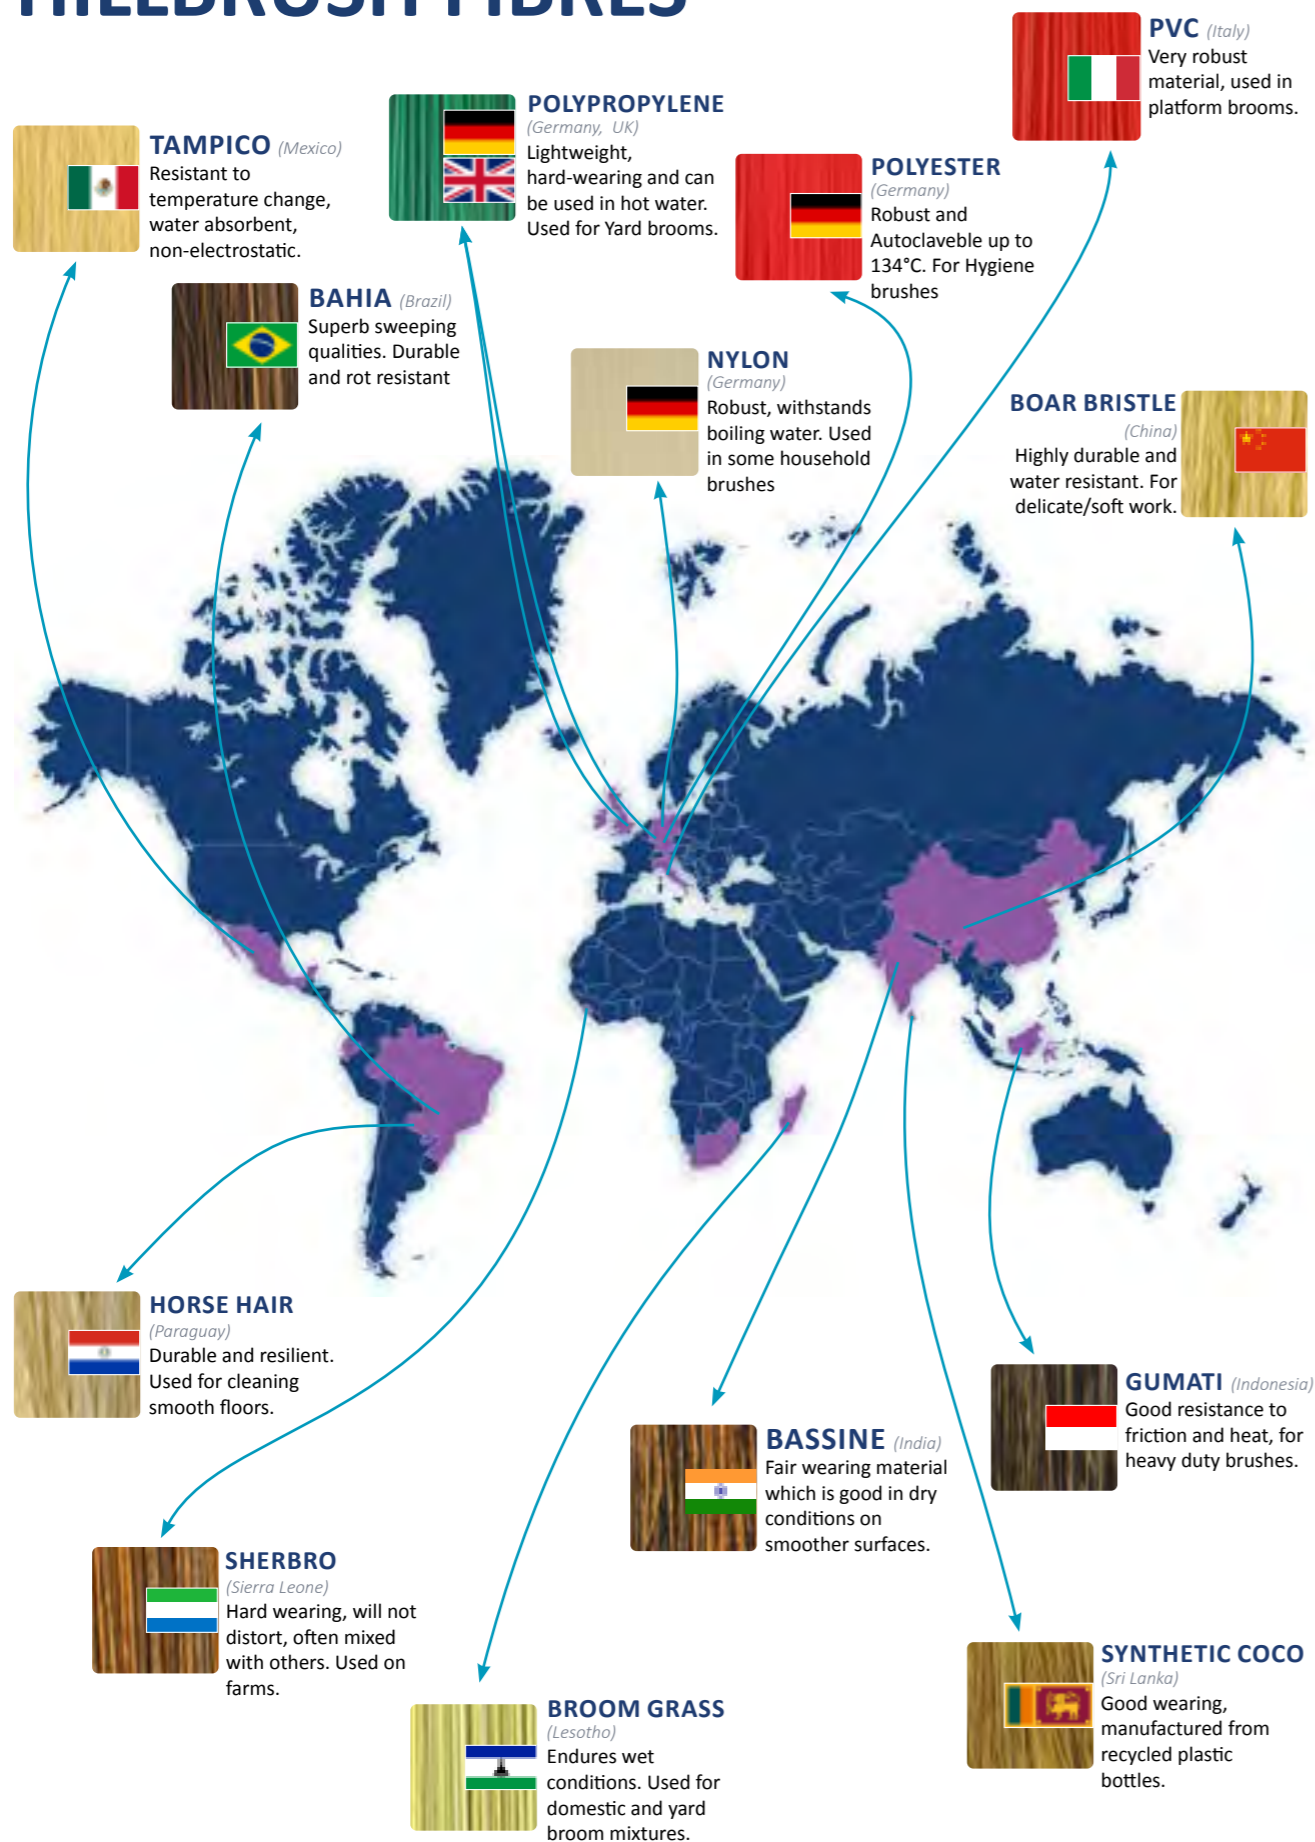 HILLBRUSH FIBRES
PVC (Italy)
Very robust
material, used in
platform brooms.
POLYPROPYLENE
(Germany, UK)
Lightweight,
hard-wearing and can
be used in hot water.
Used for Yard brooms.
TAMPICO (Mexico)
Resistant to
temperature change,
water absorbent,
non-electrostatic.
POLYESTER
(Germany)
Robust and
Autoclaveble up to
134°C. For Hygiene
brushes
BAHIA (Brazil)
Superb sweeping
qualities. Durable
and rot resistant
NYLON
(Germany)
Robust, withstands
boiling water. Used
in some household
brushes
BOAR BRISTLE
(China)
Highly durable and
water resistant. For
delicate/soft work.
HORSE HAIR
(Paraguay)
Durable and resilient.
Used for cleaning
smooth floors.
GUMATI (Indonesia)
Good resistance to
friction and heat, for
heavy duty brushes.
BASSINE (India)
Fair wearing material
which is good in dry
conditions on
smoother surfaces.
SHERBRO
(Sierra Leone)
Hard wearing, will not
distort, often mixed
with others. Used on
farms.
SYNTHETIC COCO
(Sri Lanka)
Good wearing,
manufactured from
recycled plastic
bottles.
BROOM GRASS
(Lesotho)
Endures wet
conditions. Used for
domestic and yard
broom mixtures.